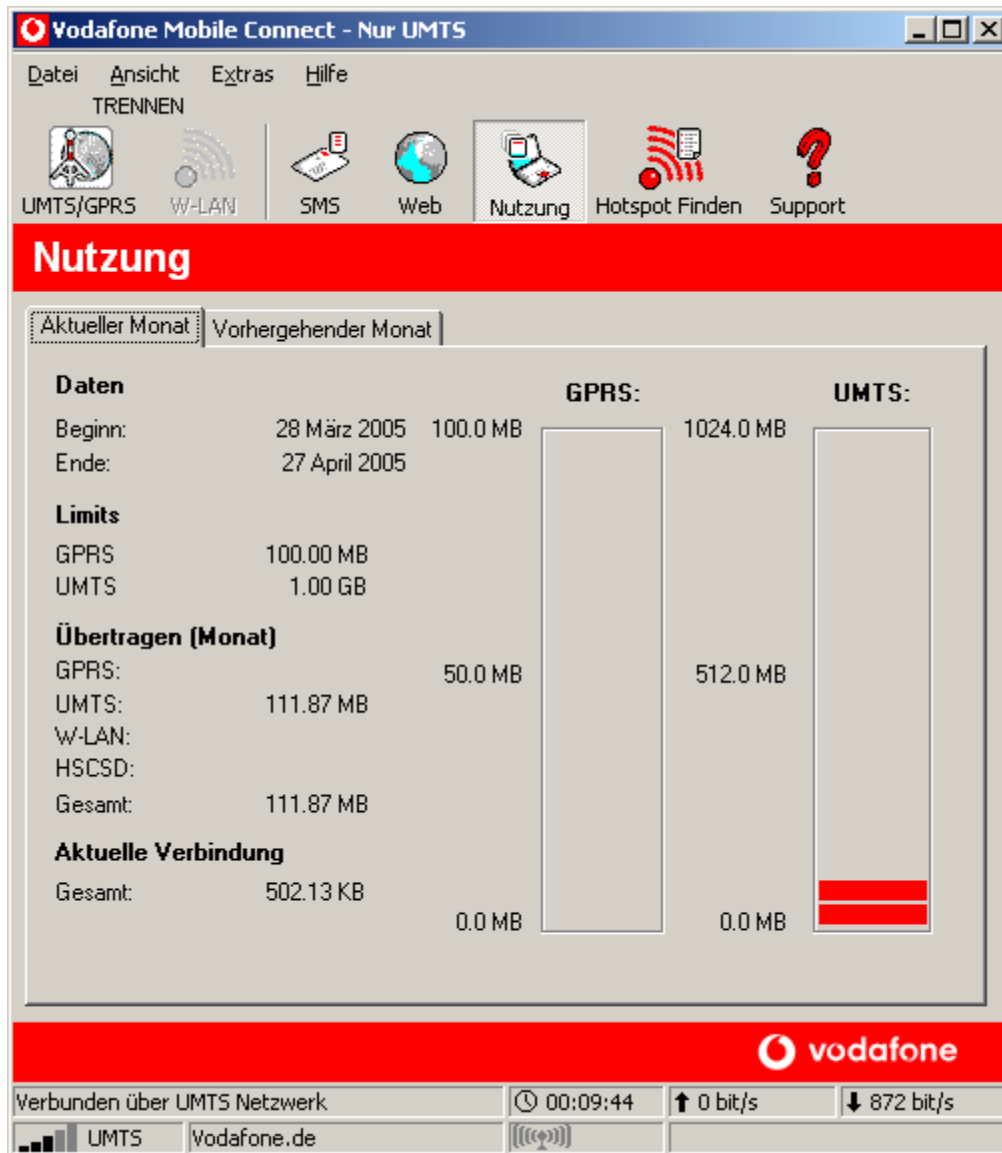 Vodafone Mobile Connect - Nur UMTS
Datei Ansicht Extras Hilfe
TRENNEN
UMTS/GPRS W-LAN SMS Web Nutzung Hotspot Finden Support
Nutzung
Aktueller Monat Vorhergehender Monat
Daten GPRS: UMTS:
Beginn: 28 März 2005 100.0 MB 1024.0 MB
Ende: 27 April 2005
Limits
GPRS 100.00 MB
UMTS 1.00 GB
Übertragen (Monat)
GPRS: 50.0 MB 512.0 MB
UMTS: 111.87 MB
W-LAN:
HSCSD:
Gesamt: 111.87 MB
Aktuelle Verbindung
Gesamt: 502.13 KB
0.0 MB 0.0 MB
vodafone
Verbunden über UMTS Netzwerk 00:09:44 0 bit/s 872 bit/s
UMTS Vodafone.de